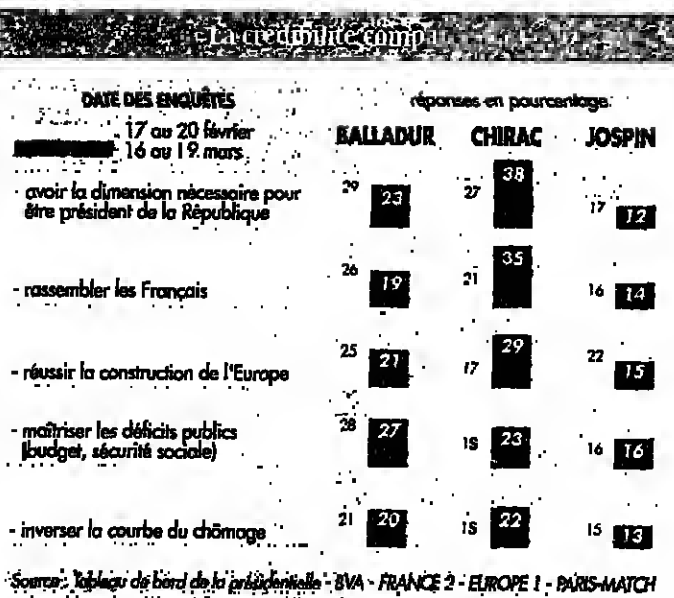 La crédibilité
DATE DES ENQUÊTES
17 au 20 février
16 au 19 mars
réponses en pourcentage
BALLADUR CHIRAC JOSPIN
- avoir la dimension nécessaire pour
être président de la République
29 23 27 38 17 12
- rassembler les Français
26 19 21 35 16 14
- réussir la construction de l'Europe
25 21 17 29 22 15
- maîtriser les déficits publics
(budget, sécurité sociale)
28 27 15 23 16 16
- inverser la courbe du chômage
21 20 15 22 15 13
Source : Tableau de bord de la présidentielle - BVA - FRANCE 2 - EUROPE 1 - PARIS-MATCH